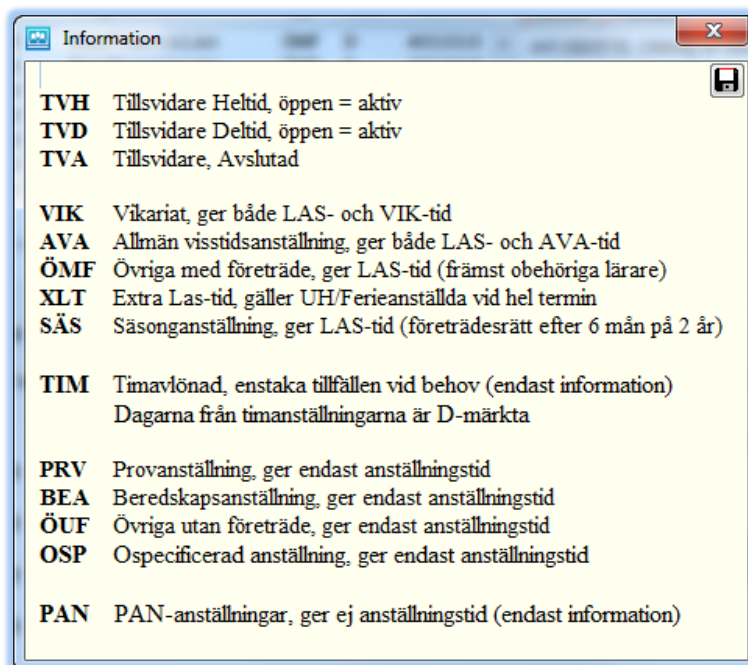 Information
TVH Tillsvidare Heltid, öppen = aktiv
TVD Tillsvidare Deltid, öppen = aktiv
TVA Tillsvidare, Avslutad
VIK Vikariat, ger både LAS- och VIK-tid
AVA Allmän visstidsanställning, ger både LAS- och AVA-tid
ÖMF Övriga med företräde, ger LAS-tid (främst obehöriga lärare)
XLT Extra Las-tid, gäller UH/Ferieanställda vid hel termin
SÄS Säsonganställning, ger LAS-tid (företrädesrätt efter 6 mån på 2 år)
TIM Timavlönad, enstaka tillfällen vid behov (endast information)
Dagarna från timanställningarna är D-märkta
PRV Provanställning, ger endast anställningstid
BEA Beredskapsanställning, ger endast anställningstid
ÖUF Övriga utan företräde, ger endast anställningstid
OSP Ospecificerad anställning, ger endast anställningstid
PAN PAN-anställningar, ger ej anställningstid (endast information)